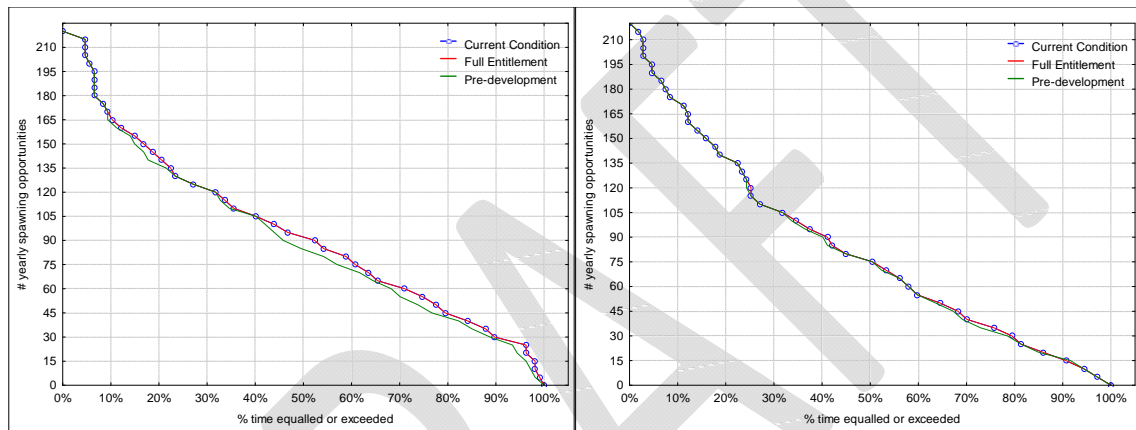 # yearly spawning opportunities
210
195
180
165
150
135
120
105
90
75
60
45
30
15
0
Current Condition
Full Entitlement
Pre-development
0% 10% 20% 30% 40% 50% 60% 70% 80% 90% 100%
% time equalled or exceeded
# yearly spawning opportunities
210
195
180
165
150
135
120
105
90
75
60
45
30
15
0
Current Condition
Full Entitlement
Pre-development
0% 10% 20% 30% 40% 50% 60% 70% 80% 90% 100%
% time equalled or exceeded